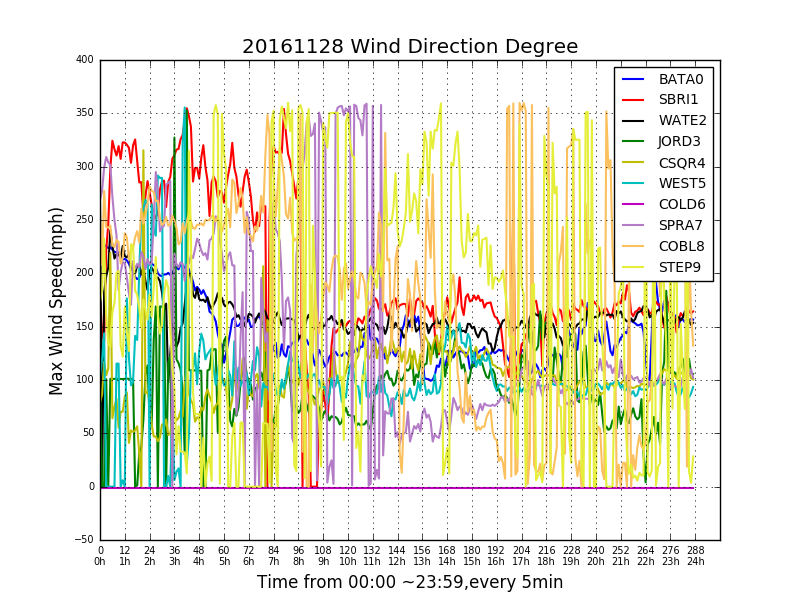 20161128 Wind Direction Degree
Max Wind Speed(mph)
400
350
300
250
200
150
100
50
0
−50
BATA0
SBRI1
WATE2
JORD3
CSQR4
WEST5
COLD6
SPRA7
COBL8
STEP9
0 12 24 36 48 60 72 84 96 108 120 132 144 156 168 180 192 204 216 228 240 252 264 276 288
0h 1h 2h 3h 4h 5h 6h 7h 8h 9h 10h 11h 12h 13h 14h 15h 16h 17h 18h 19h 20h 21h 22h 23h 24h
Time from 00:00 ~23:59,every 5min